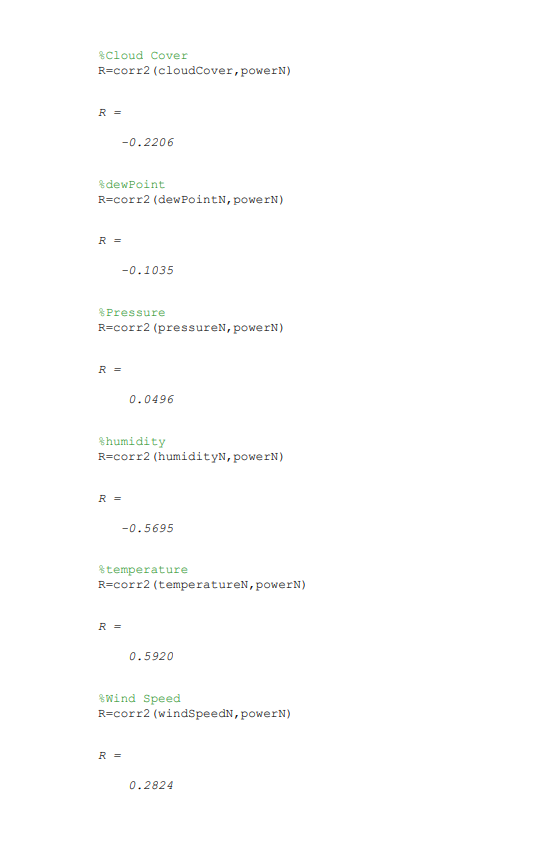 %Cloud Cover
R=corr2(cloudCover,powerN)
R =
-0.2206
%dewPoint
R=corr2(dewPointN,powerN)
R =
-0.1035
%Pressure
R=corr2(pressureN,powerN)
R =
0.0496
%humidity
R=corr2(humidityN,powerN)
R =
-0.5695
%temperature
R=corr2(temperatureN,powerN)
R =
0.5920
%Wind Speed
R=corr2(windSpeedN,powerN)
R =
0.2824